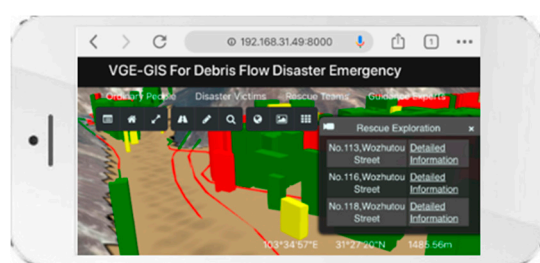 192.168.31.49:8000
1
VGE-GIS For Debris Flow Disaster Emergency
Ordinary People Disaster Victims Rescue Teams Guidance Experts
Rescue Exploration ×
No.113,Wozhutou Street Detailed Information
No.116,Wozhutou Street Detailed Information
No.118,Wozhutou Street Detailed Information
103°34'57"E 31°27'20"N 1485.56m